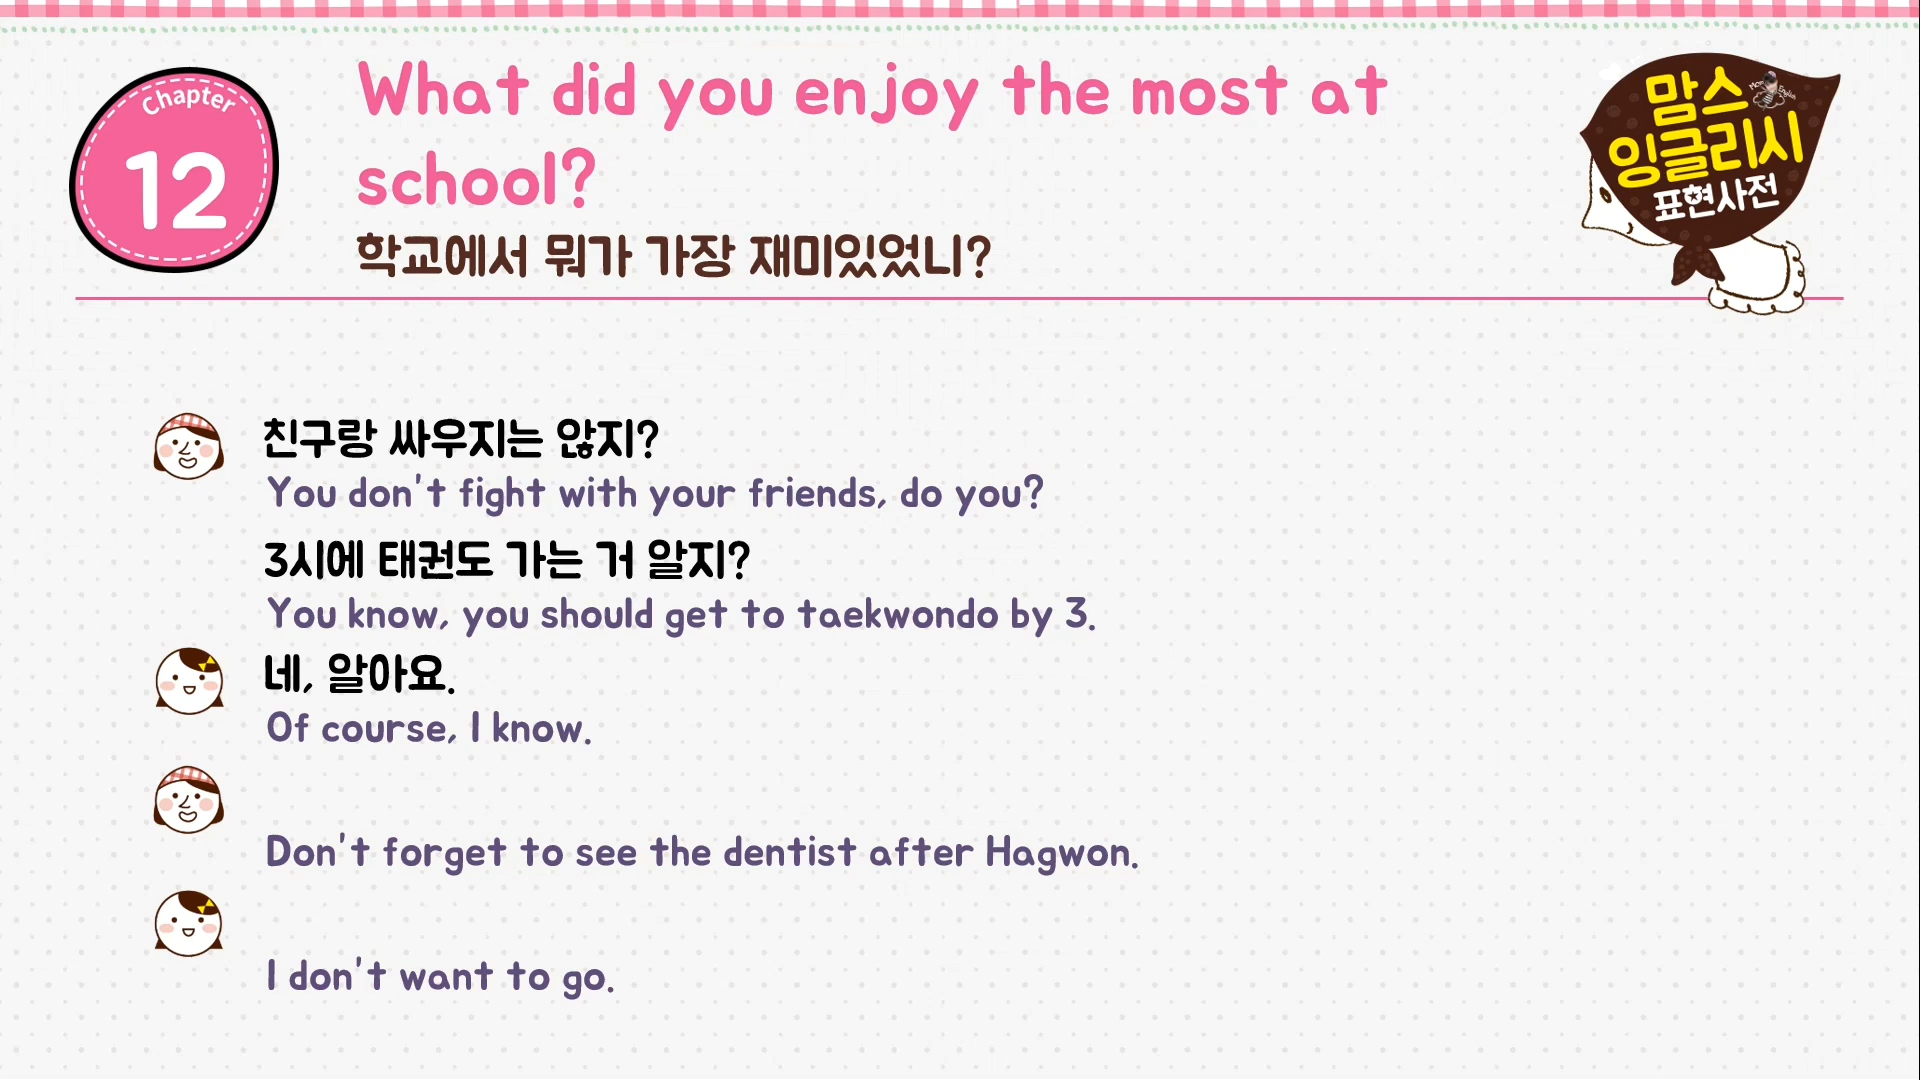 Chapter
12
What did you enjoy the most at
school?
학교에서 뭐가 가장 재미있었니?
맘스
Mom's English
잉글리시
표현사전
친구랑 싸우지는 않지?
You don't fight with your friends, do you?
3시에 태권도 가는 거 알지?
You know, you should get to taekwondo by 3.
네, 알아요.
Of course, I know.
Don't forget to see the dentist after Hagwon.
I don't want to go.